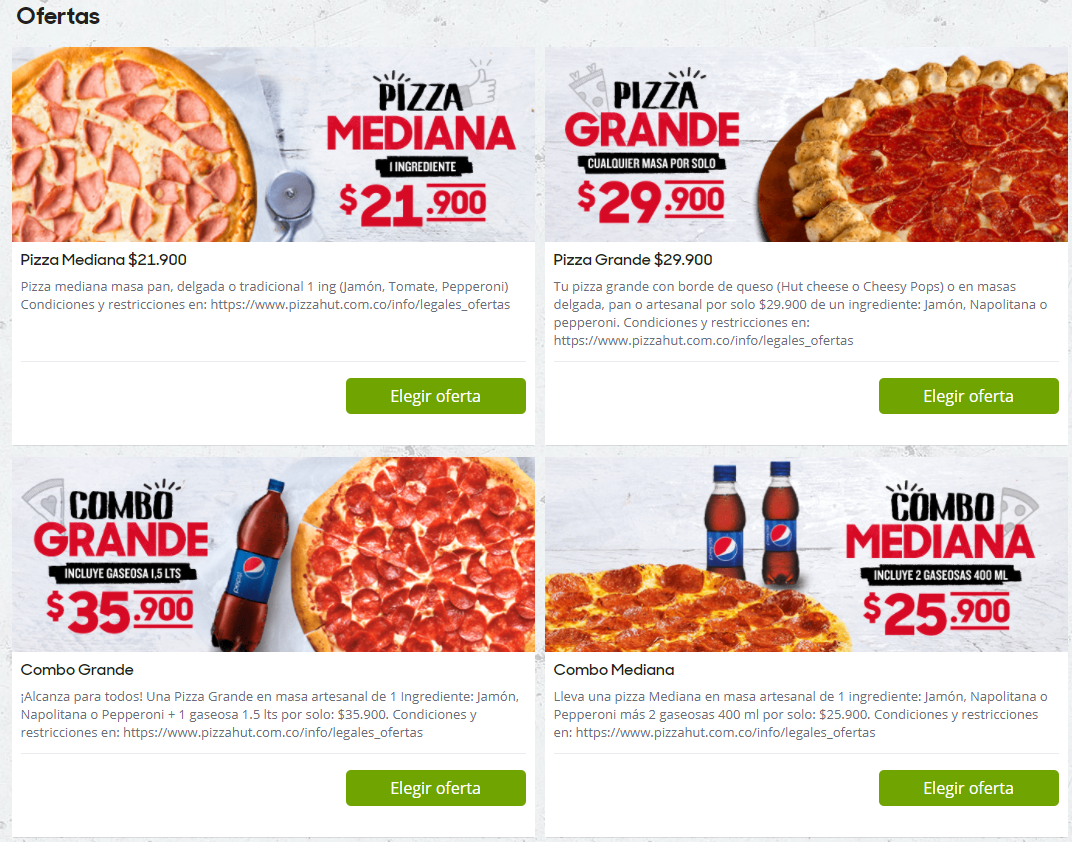 Ofertas
PIZZA
MEDIANA
1 INGREDIENTE
$21.900
PIZZA
GRANDE
CUALQUIER MASA POR SOLO
$29.900
Pizza Mediana $21.900
Pizza mediana masa pan, delgada o tradicional 1 ing (Jamón, Tomate, Pepperoni)
Condiciones y restricciones en: https://www.pizzahut.com.co/info/legales_ofertas
Elegir oferta
Pizza Grande $29.900
Tu pizza grande con borde de queso (Hut cheese o Cheesy Pops) o en masas
delgada, pan o artesanal por solo $29.900 de un ingrediente: Jamón, Napolitana o
pepperoni. Condiciones y restricciones en:
https://www.pizzahut.com.co/info/legales_ofertas
Elegir oferta
COMBO
GRANDE
INCLUYE GASEOSA 1,5 LTS
$35.900
pepsi
COMBO
MEDIANA
INCLUYE 2 GASEOSAS 400 ML
$25.900
pepsi
pepsi
Combo Grande
¡Alcanza para todos! Una Pizza Grande en masa artesanal de 1 Ingrediente: Jamón,
Napolitana o Pepperoni + 1 gaseosa 1.5 lts por solo: $35.900. Condiciones y
restricciones en: https://www.pizzahut.com.co/info/legales_ofertas
Elegir oferta
Combo Mediana
Lleva una pizza Mediana en masa artesanal de 1 ingrediente: Jamón, Napolitana o
Pepperoni más 2 gaseosas 400 ml por solo: $25.900. Condiciones y restricciones
en: https://www.pizzahut.com.co/info/legales_ofertas
Elegir oferta